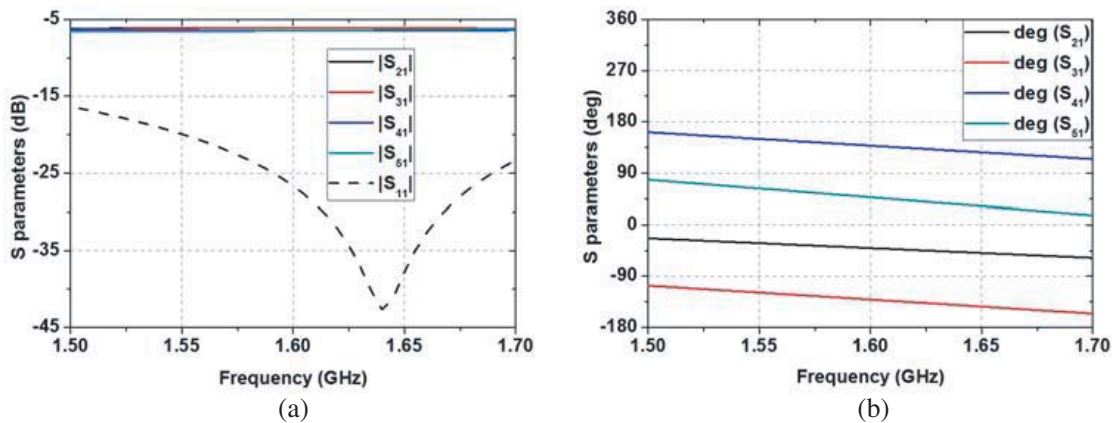 -5
-15
-25
-35
-45
S parameters (dB)
|S21|
|S31|
|S41|
|S51|
|S11|
1.50
1.55
1.60
1.65
1.70
Frequency (GHz)
(a)
360
270
180
90
0
-90
-180
S parameters (deg)
deg (S21)
deg (S31)
deg (S41)
deg (S51)
1.50
1.55
1.60
1.65
1.70
Frequency (GHz)
(b)